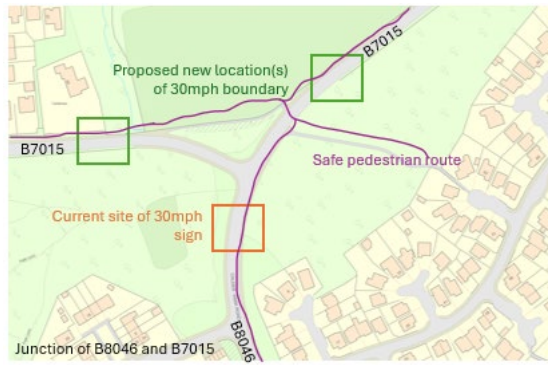 B7015
Proposed new location(s)
of 30mph boundary
B7015
Safe pedestrian route
Current site of 30mph
sign
B8046
Junction of B8046 and B7015